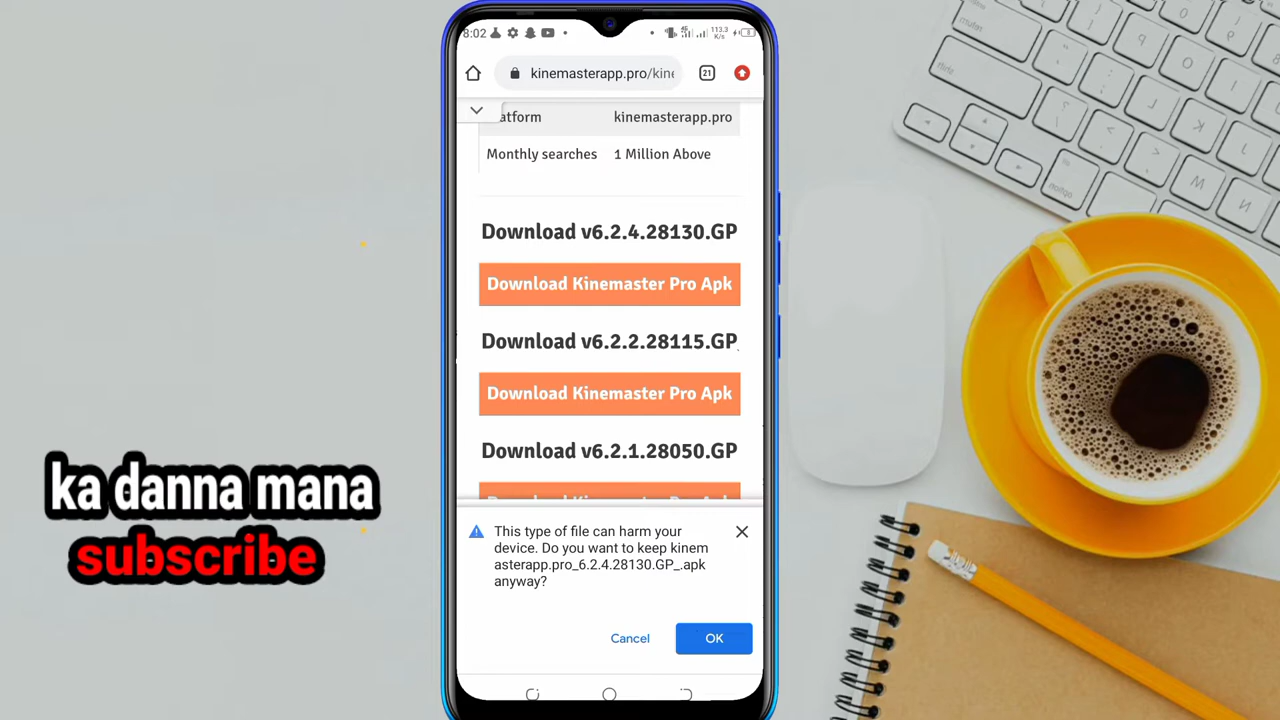 8:02
113.3
K/s
kinemasterapp.pro/kine
21
atform kinemasterapp.pro
Monthly searches 1 Million Above
Download v6.2.4.28130.GP
Download Kinemaster Pro Apk
Download v6.2.2.28115.GP
Download Kinemaster Pro Apk
Download v6.2.1.28050.GP
This type of file can harm your
device. Do you want to keep kinem
asterapp.pro_6.2.4.28130.GP_.apk
anyway?
Cancel OK
ka danna mana
subscribe